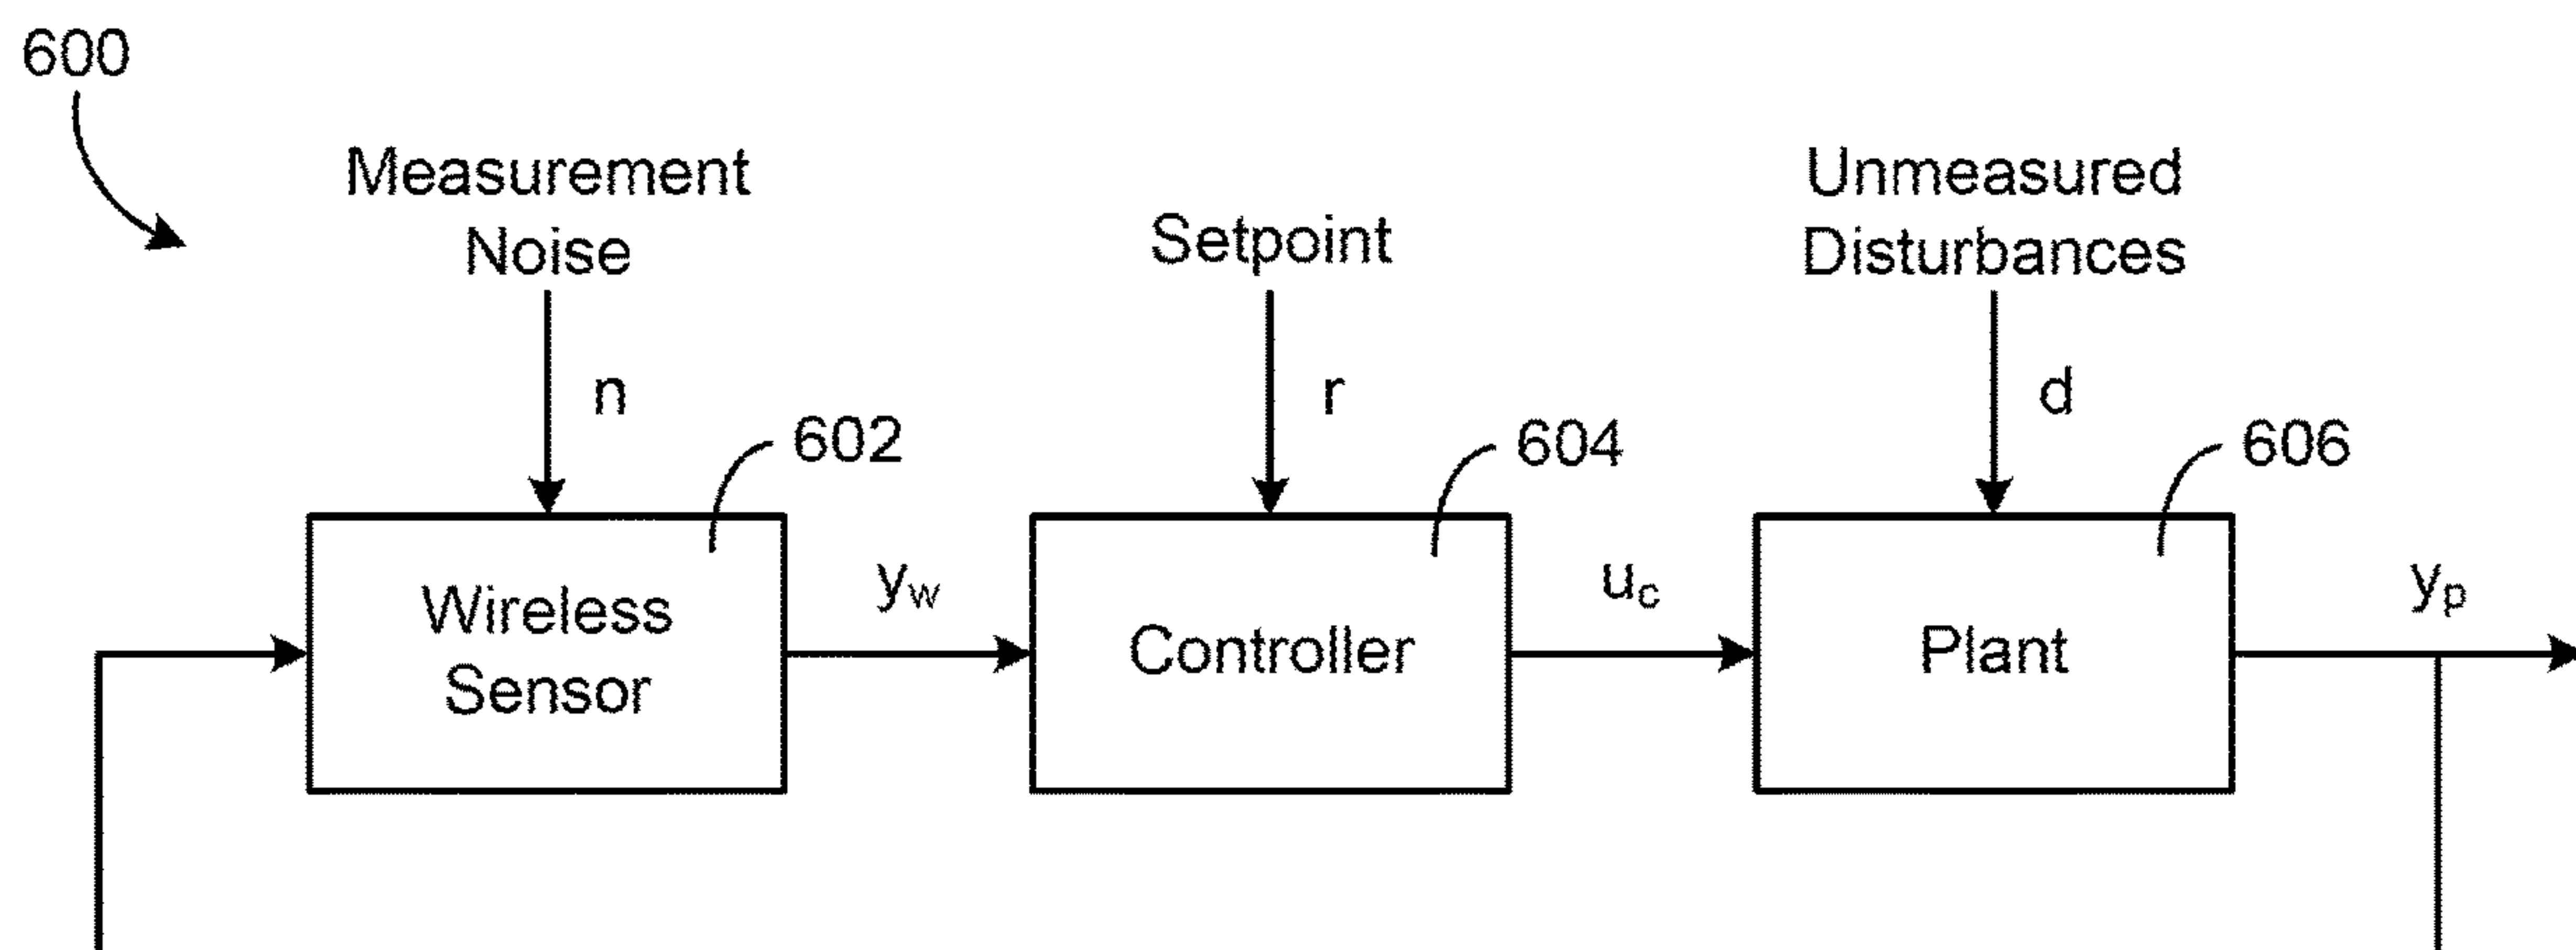 600
Measurement
Noise
Setpoint
Unmeasured
Disturbances
n
r
d
602
604
606
Wireless
Sensor
yw
Controller
uc
Plant
yp